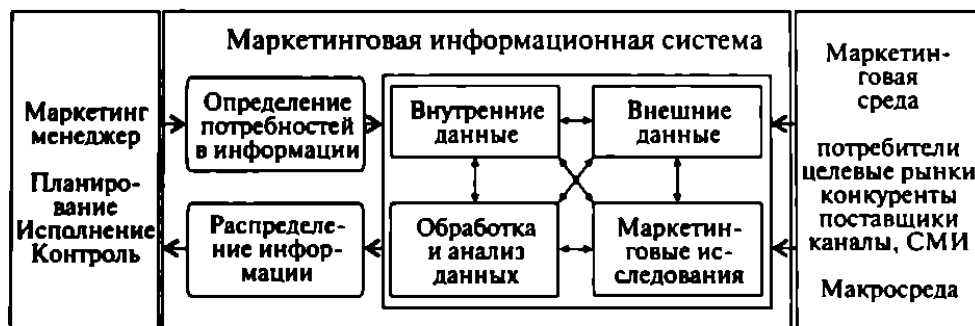 Маркетинговая информационная система
Маркетинг
менеджер
Планиро-
вание
Исполнение
Контроль
Определение
потребностей
в информации
Распределе-
ние инфор-
мации
Внутренние
данные
Внешние
данные
Обработка
и анализ
данных
Маркетин-
говые ис-
следования
Маркетин-
говая
среда
потребители
целевые рынки
конкуренты
поставщики
каналы, СМИ
Макросреда